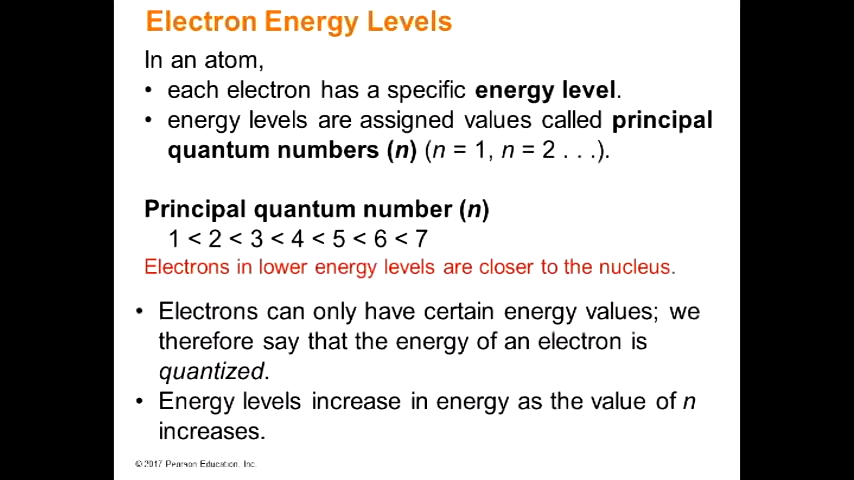 Electron Energy Levels
In an atom,
• each electron has a specific energy level.
• energy levels are assigned values called principal
quantum numbers (n) (n = 1, n = 2 . . .).
Principal quantum number (n)
1 < 2 < 3 < 4 < 5 < 6 < 7
Electrons in lower energy levels are closer to the nucleus.
• Electrons can only have certain energy values; we
therefore say that the energy of an electron is
quantized.
• Energy levels increase in energy as the value of n
increases.
© 2017 Pearson Education, Inc.